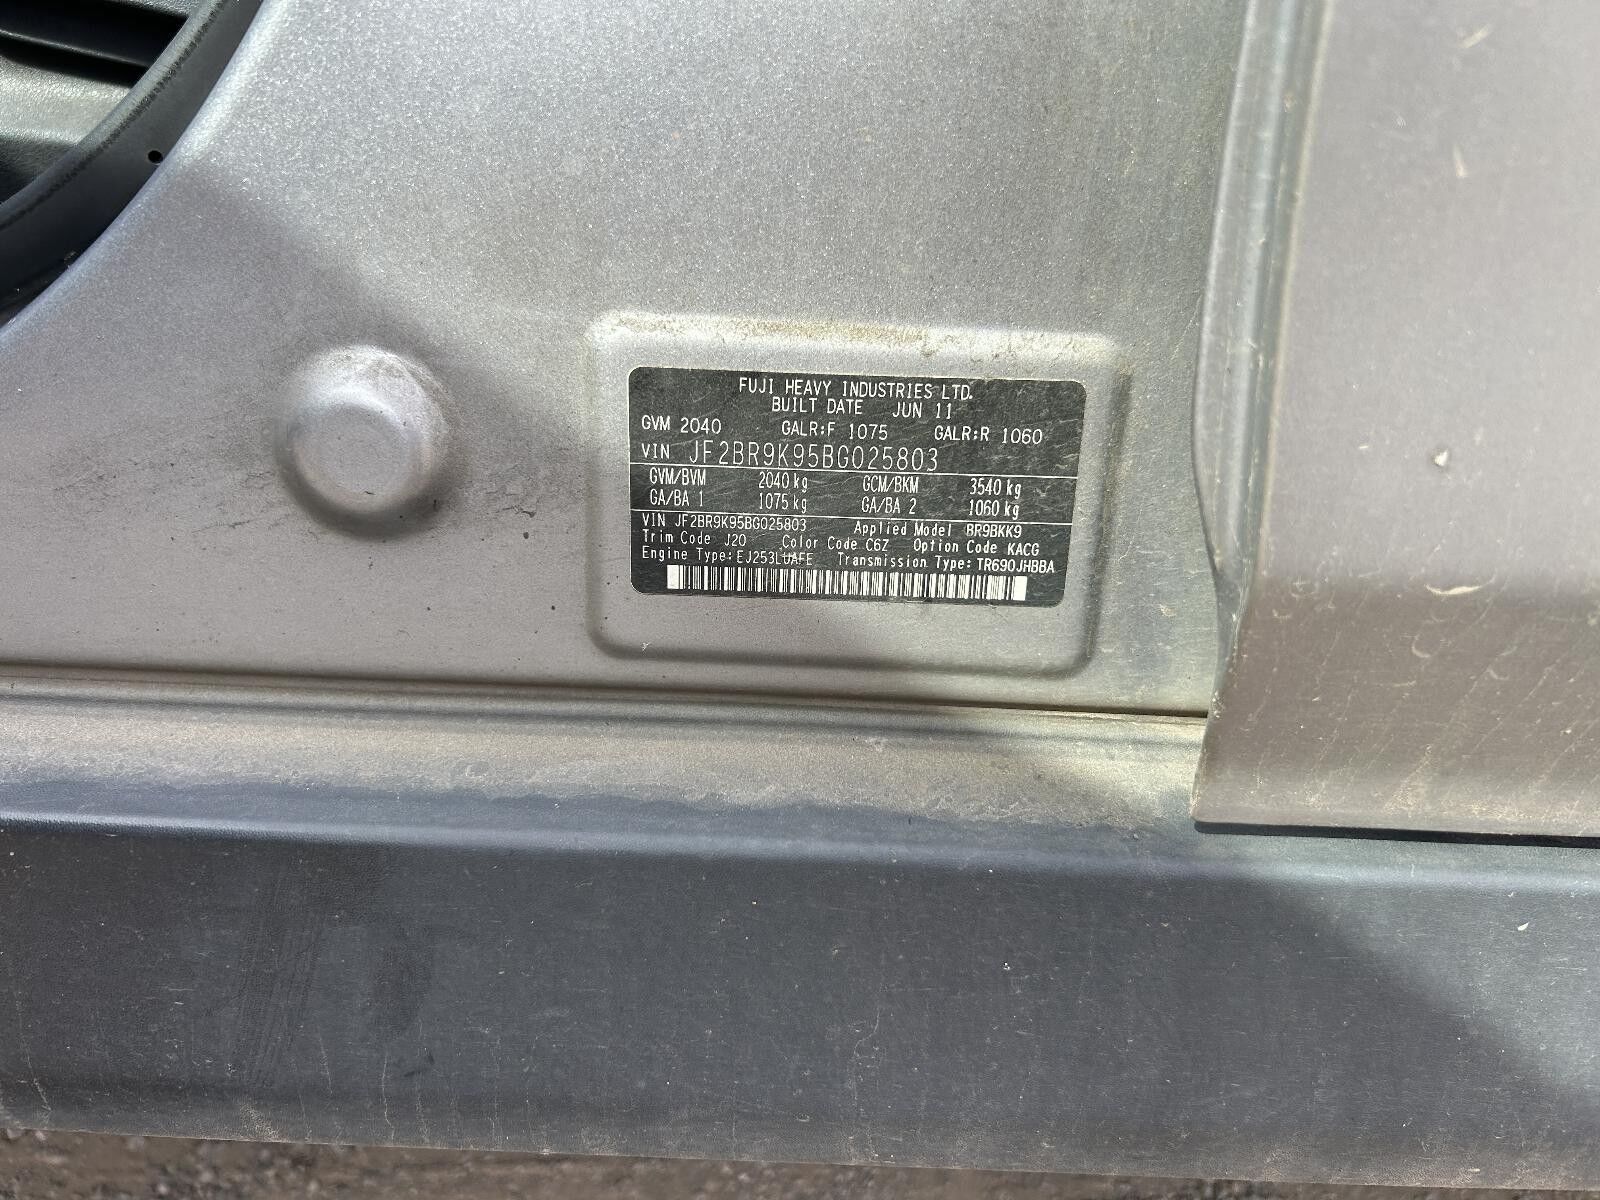 FUJI HEAVY INDUSTRIES LTD.
BUILT DATE JUN 11
GVM 2040 GALR:F 1075 GALR:R 1060
VIN JF2BR9K95BG025803
GVM/BVM 2040 kg GCM/BKM 3540 kg
GA/BA 1 1075 kg GA/BA 2 1060 kg
VIN JF2BR9K95BG025803 Applied Model BR9BKK9
Trim Code J20 Color Code C6Z Option Code KACG
Engine Type: EJ253LUAFE Transmission Type: TR690JHBBA